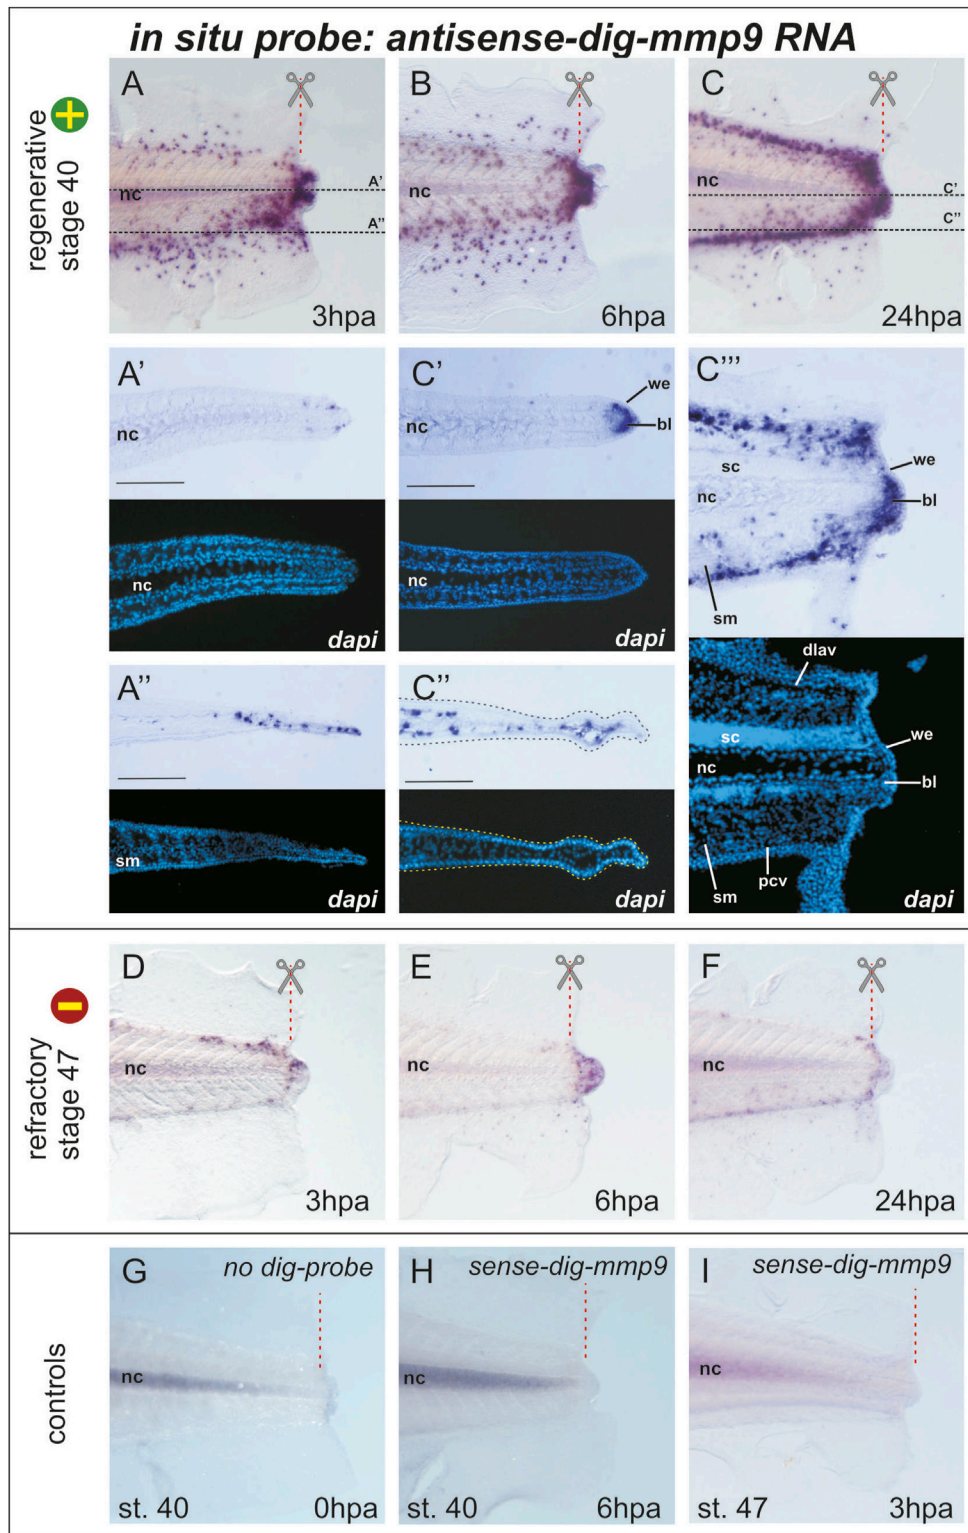 in situ probe: antisense-dig-mmp9 RNA
regenerative
stage 40
A
nc
A'
A''
3hpa
B
6hpa
C
nc
C'
C''
24hpa
A'
nc
nc
dapi
C'
we
bl
nc
dapi
C'''
we
sc
nc
bl
sm
dlav
sc
we
nc
bl
sm
pcv
dapi
A''
sm
dapi
C''
dapi
refractory
stage 47
D
nc
3hpa
E
nc
6hpa
F
nc
24hpa
controls
G
no dig-probe
nc
st. 40
0hpa
H
sense-dig-mmp9
nc
st. 40
6hpa
I
sense-dig-mmp9
nc
st. 47
3hpa